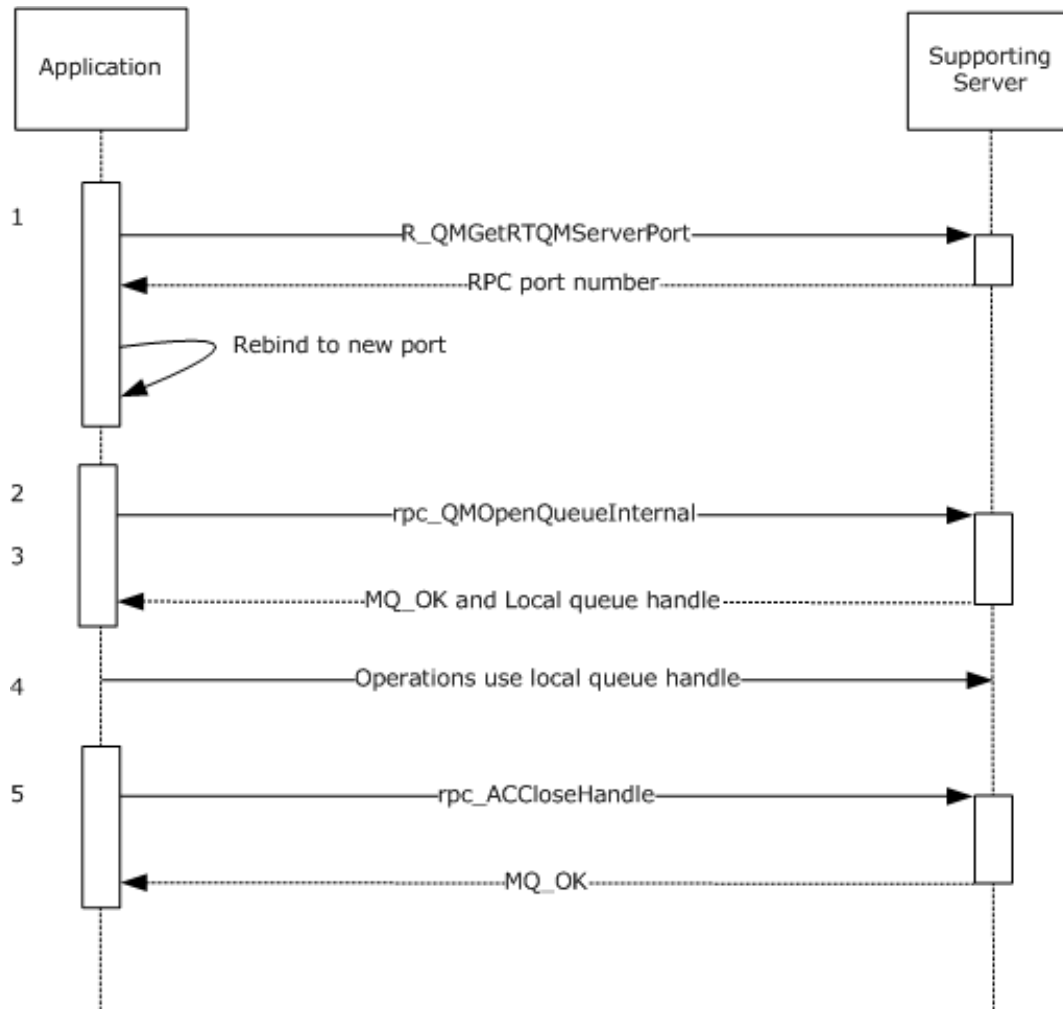 Application
Supporting
Server
1
R_QMGetRTQMServerPort
RPC port number
Rebind to new port
2
rpc_QMOpenQueueInternal
3
MQ_OK and Local queue handle
4
Operations use local queue handle
5
rpc_ACCloseHandle
MQ_OK